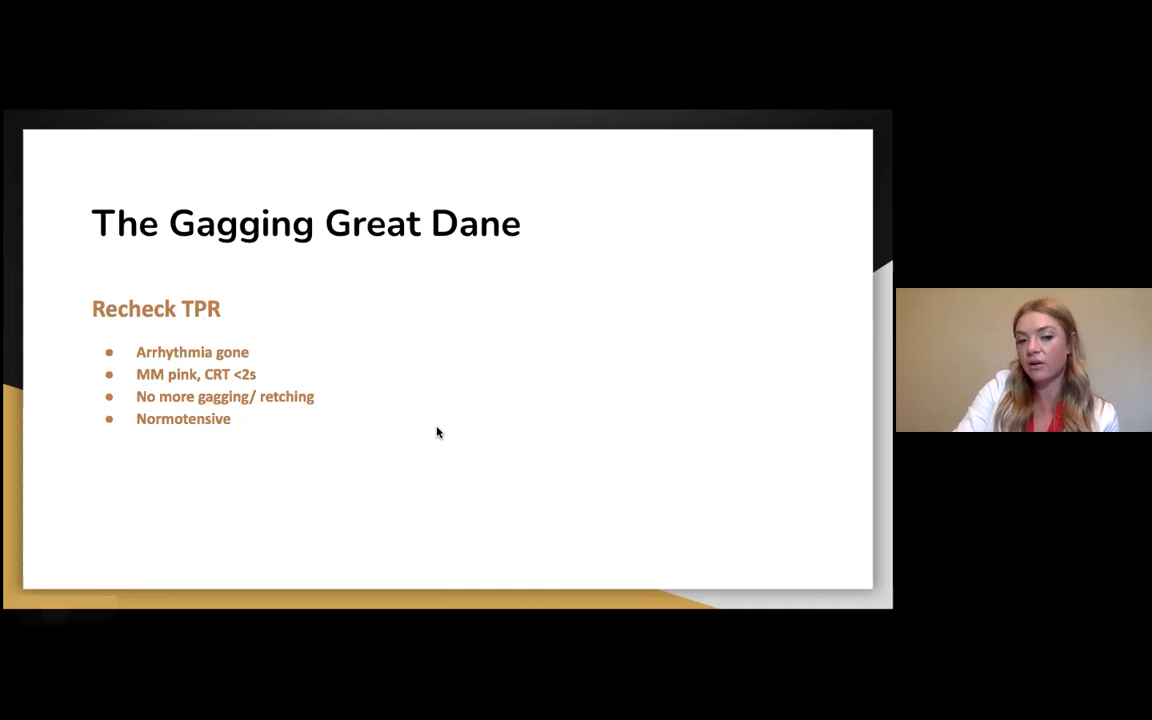 The Gagging Great Dane
Recheck TPR
● Arrhythmia gone
● MM pink, CRT <2s
● No more gagging/ retching
● Normotensive